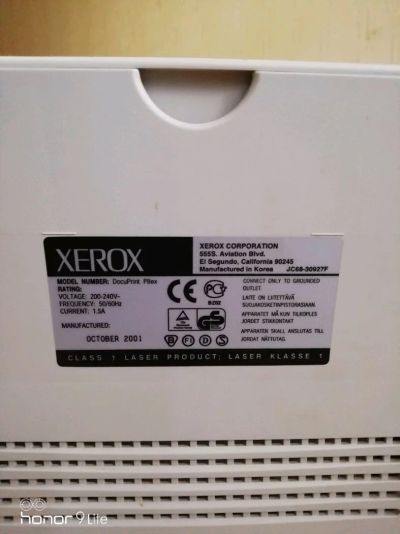 XEROX
XEROX CORPORATION
555S. Aviation Blvd.
El Segundo, California 90245
Manufactured in Korea JC68-30927F
MODEL NUMBER: DocuPrint P8ex
RATING:
VOLTAGE: 200-240V~
FREQUENCY: 50/60Hz
CURRENT: 1.5A
MANUFACTURED:
OCTOBER 2001
CE
BZ02
GS
B FI D S
CONNECT ONLY TO GROUNDED
OUTLET.
LAITE ON LIITETTÄVÄ
SUOJAKOSKETINPISTORASIAAN.
APPARATET MÅ KUN TILKOPLES
JORDET STIKKONTAKT
APPARATEN SKALL ANSLUTAS TILL
JORDAT NÄTTUTAG.
CLASS 1 LASER PRODUCT; LASER KLASSE 1
honor 9 Lite